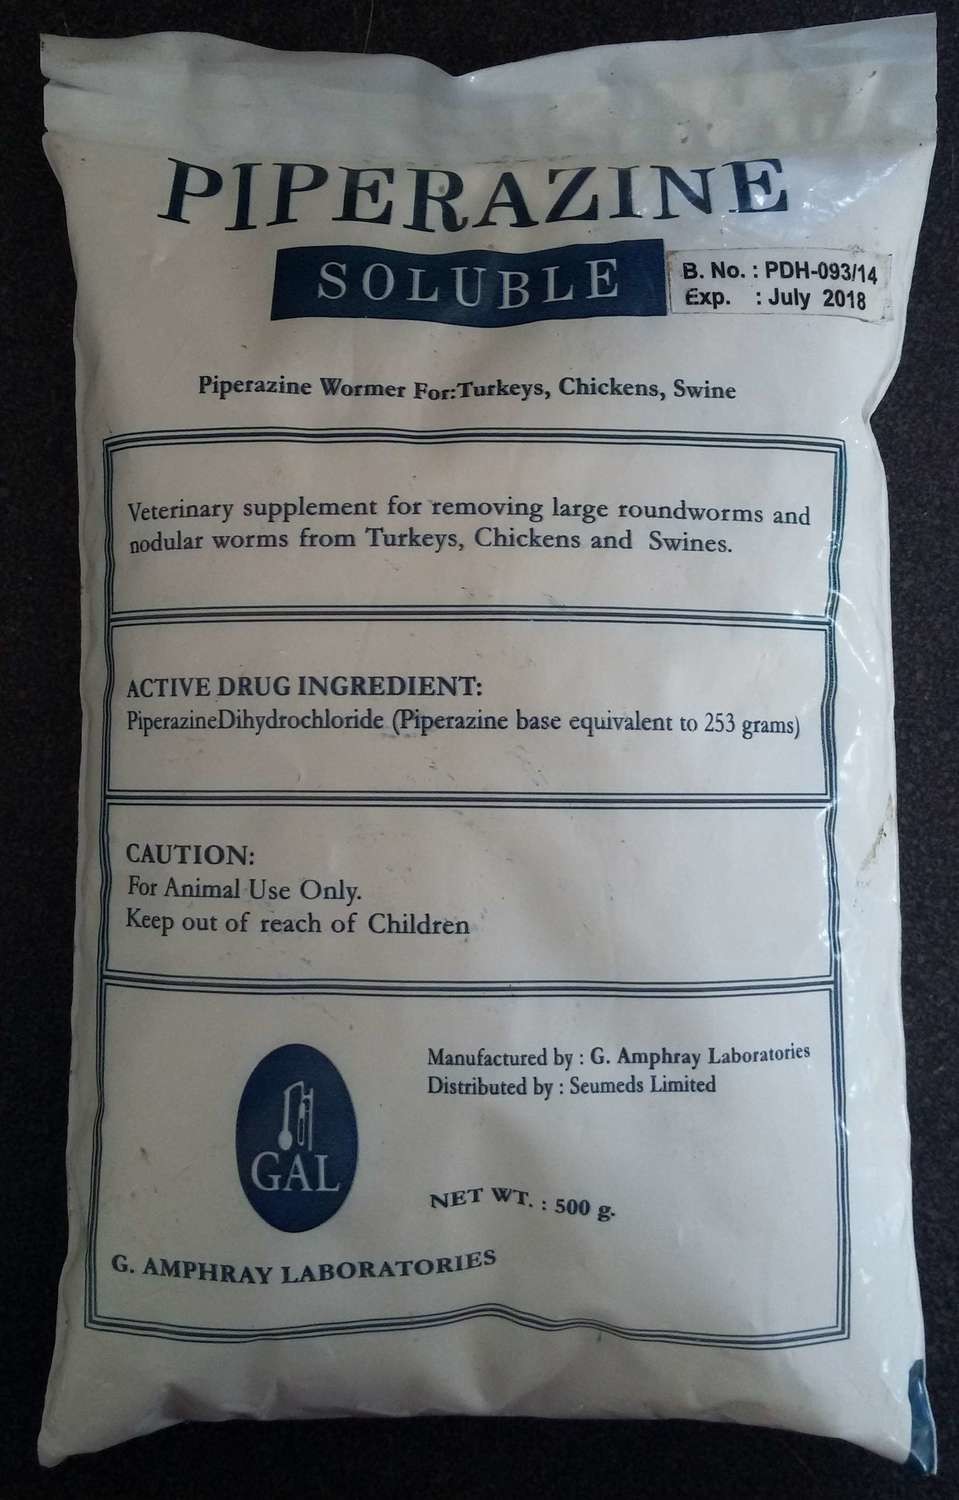 PIPERAZINE
SOLUBLE
B. No. : PDH-093/14
Exp. : July 2018
Piperazine Wormer For:Turkeys, Chickens, Swine
Veterinary supplement for removing large roundworms and
nodular worms from Turkeys, Chickens and Swines.
ACTIVE DRUG INGREDIENT:
PiperazineDihydrochloride (Piperazine base equivalent to 253 grams)
CAUTION:
For Animal Use Only.
Keep out of reach of Children
Manufactured by : G. Amphray Laboratories
Distributed by : Seumeds Limited
GAL
NET WT. : 500 g.
G. AMPHRAY LABORATORIES